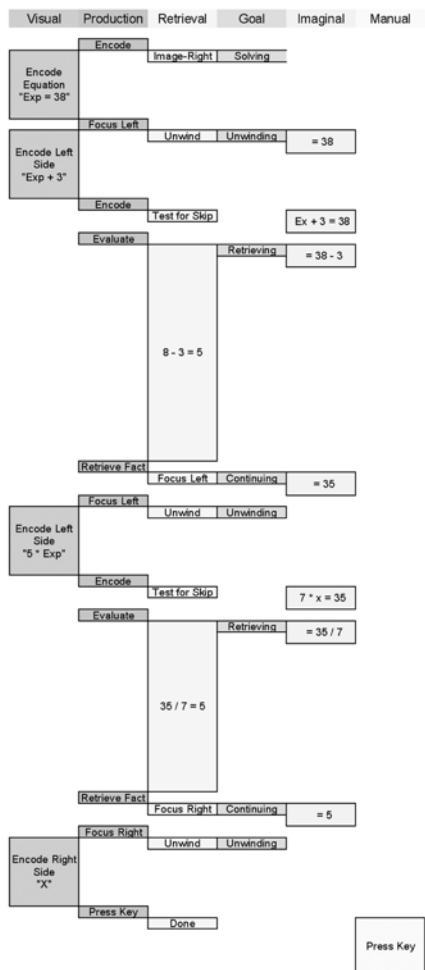 Visual Production Retrieval Goal Imaginal Manual
Encode
Image-Right Solving
Encode
Equation
"Exp = 38"
Focus Left
Unwind Unwinding = 38
Encode Left
Side
"Exp + 3"
Encode
Test for Skip
Ex + 3 = 38
Evaluate
Retrieving = 38 - 3
8 - 3 = 5
Retrieve Fact
Focus Left Continuing = 35
Focus Left
Unwind Unwinding
Encode Left
Side
"5 * Exp"
Encode
Test for Skip
7 * x = 35
Evaluate
Retrieving = 35 / 7
35 / 7 = 5
Retrieve Fact
Focus Right Continuing = 5
Focus Right
Unwind Unwinding
Encode Right
Side
"X"
Press Key
Done
Press Key